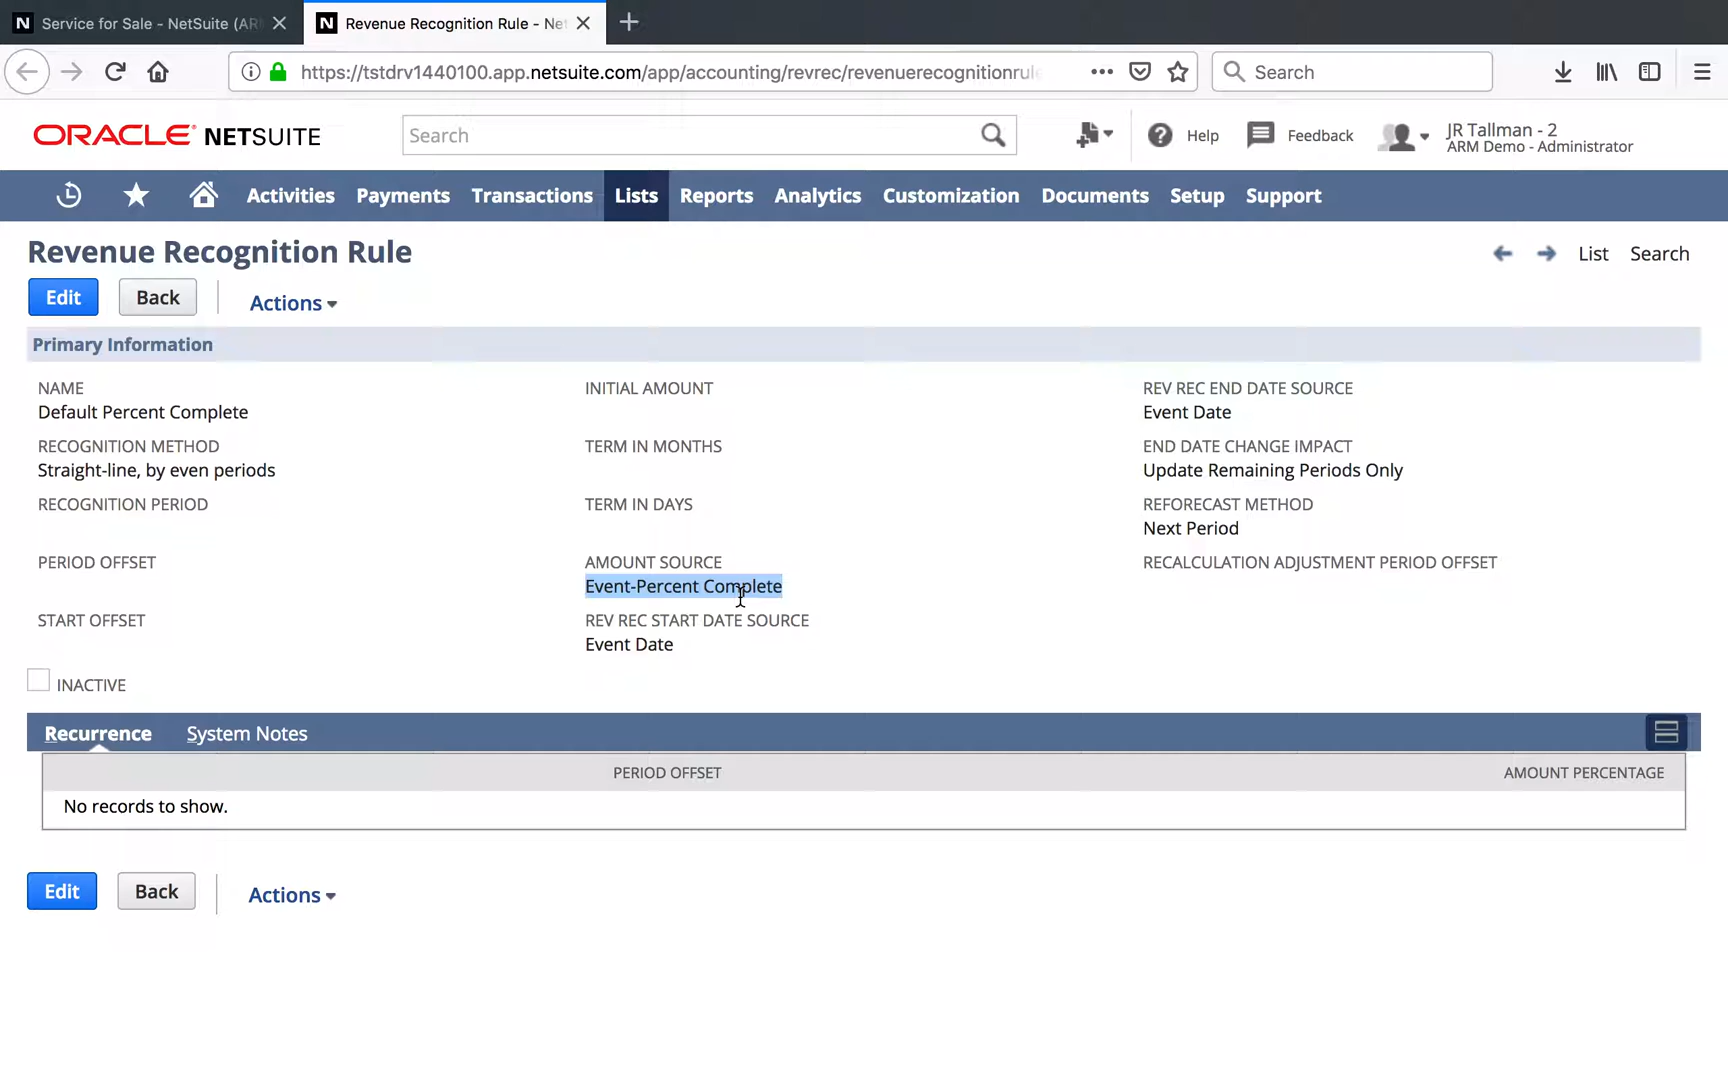 Service for Sale - NetSuite (AR
Revenue Recognition Rule - Net
https://tstdrv1440100.app.netsuite.com/app/accounting/revrec/revenuerecognitionrule
Search
ORACLE NETSUITE
Search
Help
Feedback
JR Tallman - 2
ARM Demo - Administrator
Activities Payments Transactions Lists Reports Analytics Customization Documents Setup Support
Revenue Recognition Rule
List Search
Edit Back Actions
Primary Information
NAME
Default Percent Complete
RECOGNITION METHOD
Straight-line, by even periods
RECOGNITION PERIOD
PERIOD OFFSET
START OFFSET
INACTIVE
INITIAL AMOUNT
TERM IN MONTHS
TERM IN DAYS
AMOUNT SOURCE
Event-Percent Complete
REV REC START DATE SOURCE
Event Date
REV REC END DATE SOURCE
Event Date
END DATE CHANGE IMPACT
Update Remaining Periods Only
REFORECAST METHOD
Next Period
RECALCULATION ADJUSTMENT PERIOD OFFSET
Recurrence System Notes
PERIOD OFFSET AMOUNT PERCENTAGE
No records to show.
Edit Back Actions